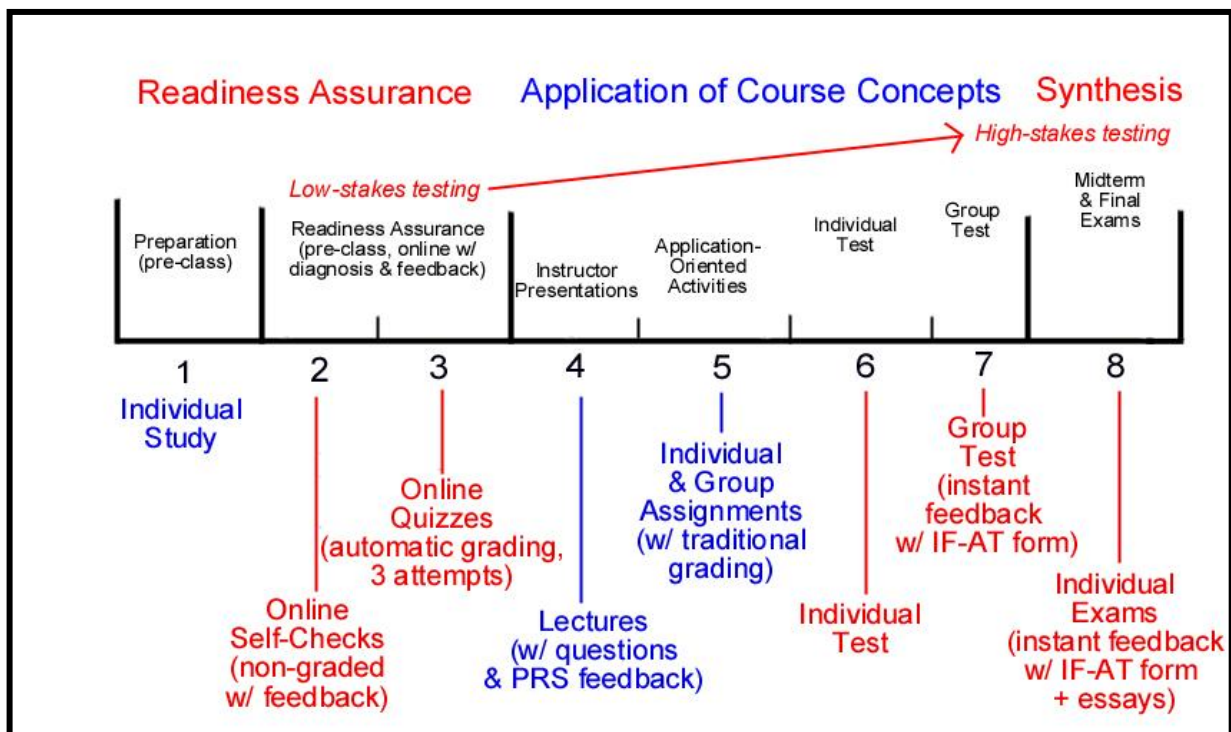 Readiness Assurance
Application of Course Concepts
Synthesis
High-stakes testing
Low-stakes testing
Preparation
(pre-class)
Readiness Assurance
(pre-class, online w/
diagnosis & feedback)
Instructor
Presentations
Application-
Oriented
Activities
Individual
Test
Group
Test
Midterm
& Final
Exams
1
2
3
4
5
6
7
8
Individual
Study
Online
Self-Checks
(non-graded
w/ feedback)
Online
Quizzes
(automatic grading,
3 attempts)
Lectures
(w/ questions
& PRS feedback)
Individual
& Group
Assignments
(w/ traditional
grading)
Individual
Test
Group
Test
(instant
feedback
w/ IF-AT form)
Individual
Exams
(instant feedback
w/ IF-AT form
+ essays)